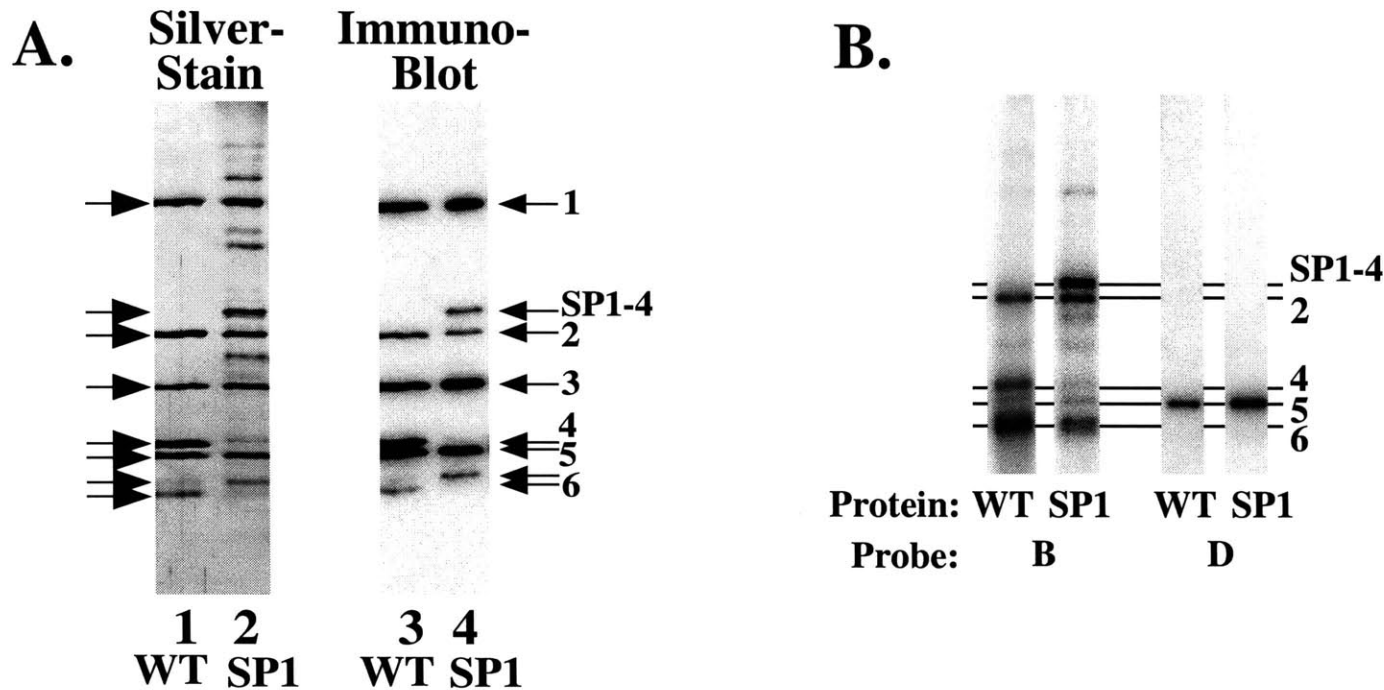 A.
Silver-
Stain
Immuno-
Blot
1
SP1-4
2
3
4
5
6
1 2
WT SP1
3 4
WT SP1
B.
SP1-4
2
4
5
6
Protein: WT SP1 WT SP1
Probe: B D